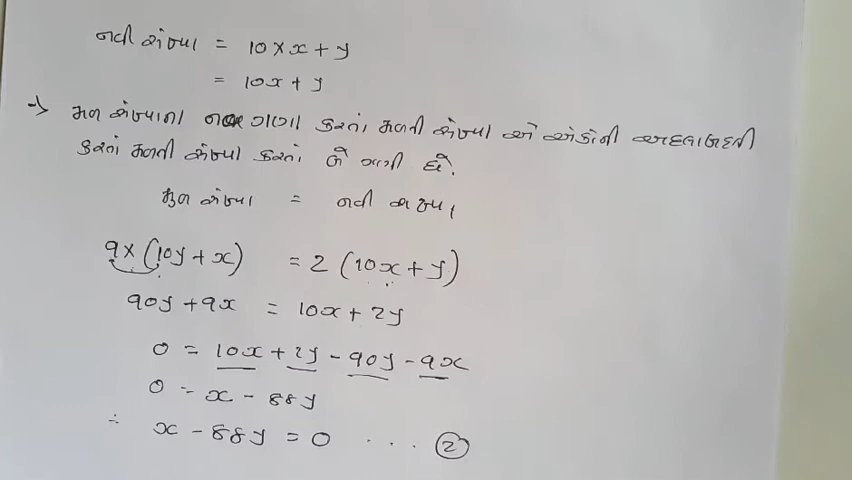 નવી સંખ્યા = 10 × x + y
= 10x + y
→ મૂળ સંખ્યાના નવ ગણા કરતાં મળતી સંખ્યા એ અંકોની અદલાબદલી
કરતાં મળતી સંખ્યા કરતાં બે ગણી છે.
મૂળ સંખ્યા = નવી સંખ્યા
9 × (10y + x) = 2 (10x + y)
90y + 9x = 10x + 2y
0 = 10x + 2y - 90y - 9x
0 = x - 88y
∴ x - 88y = 0 ... ②